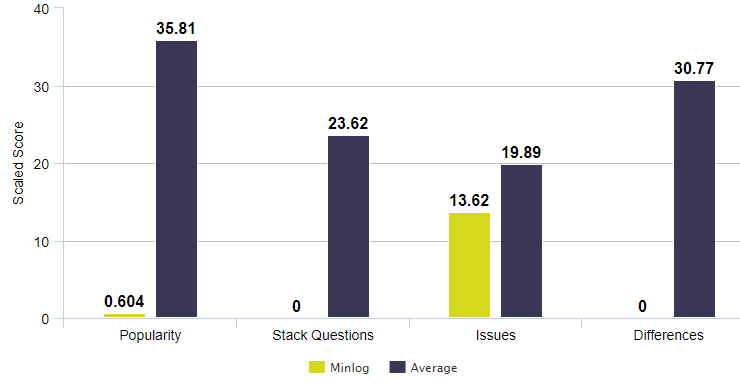 40
35.81
30
30.77
23.62
Scaled Score
20
19.89
13.62
10
0.604
0
0
0
Popularity
Stack Questions
Issues
Differences
Minlog
Average